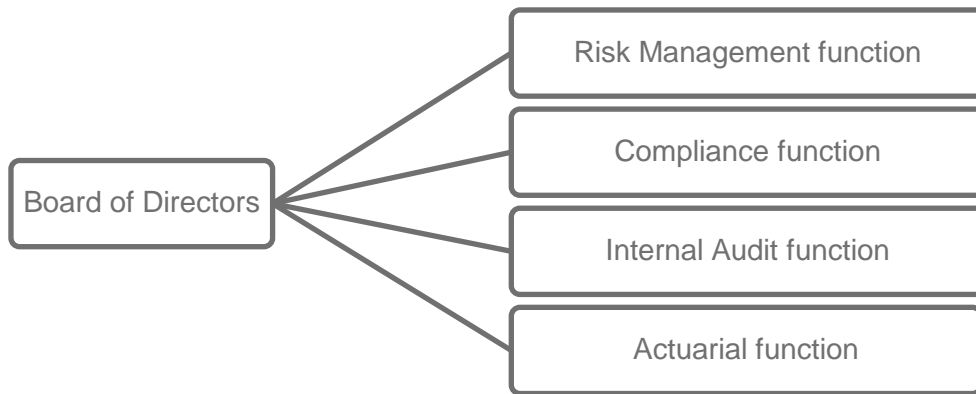 Risk Management function
Compliance function
Board of Directors
Internal Audit function
Actuarial function